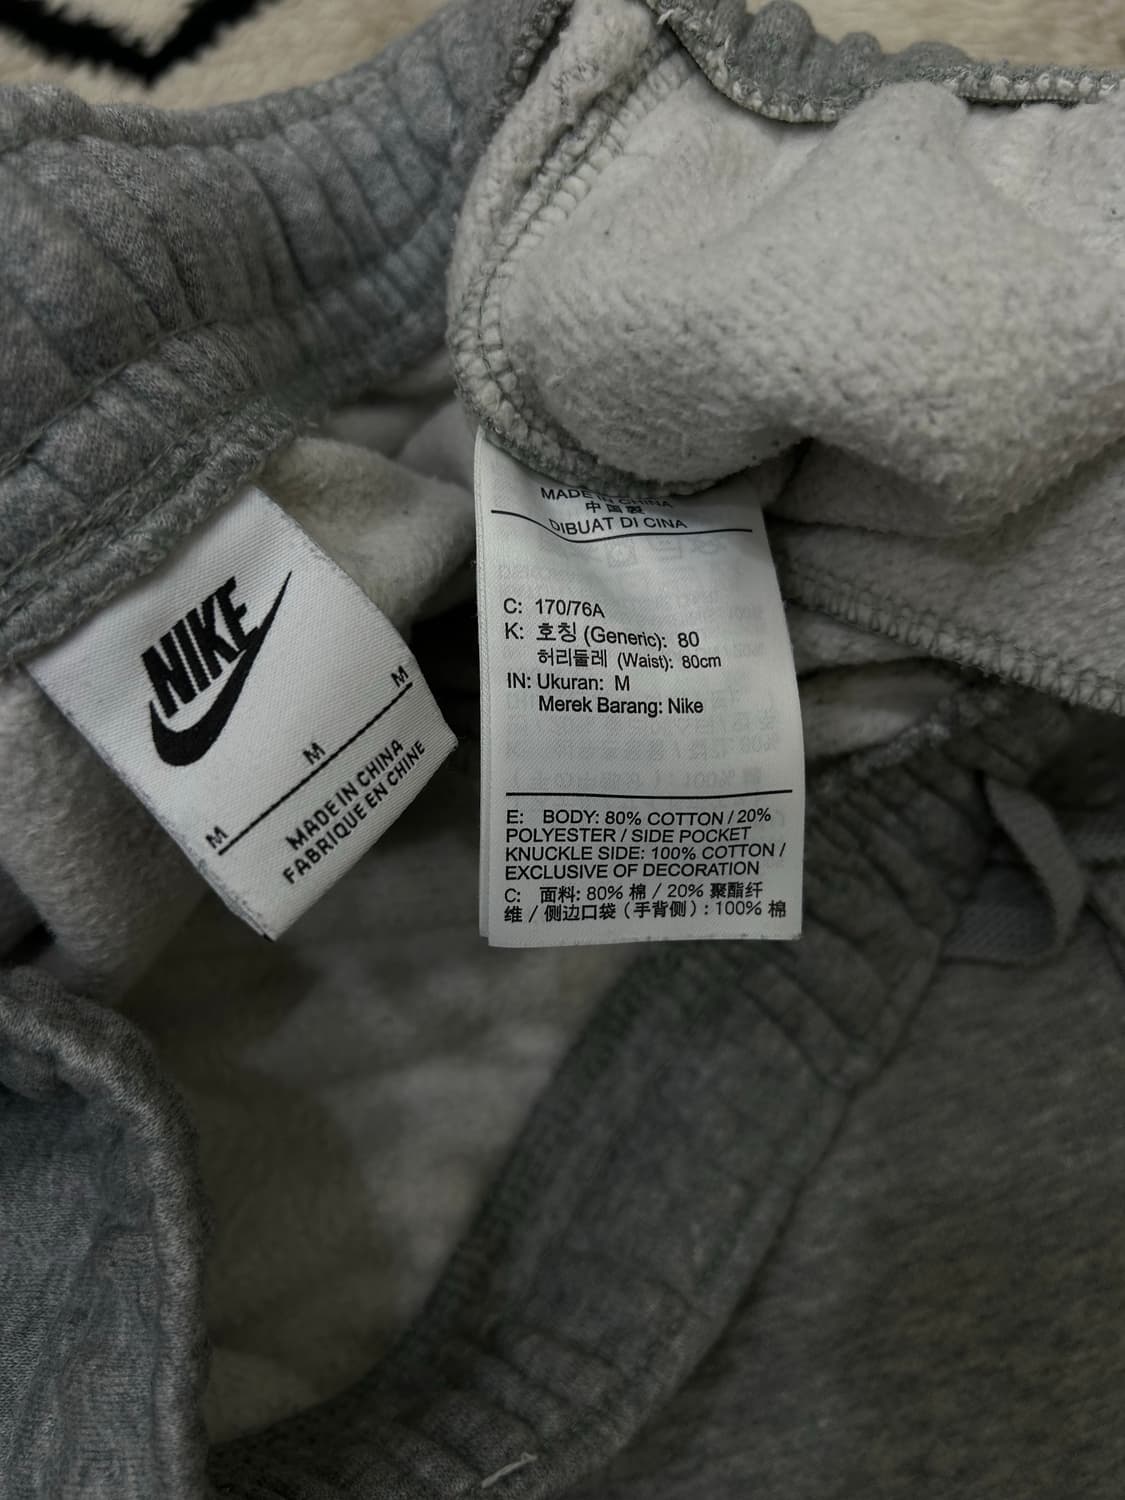 NIKE
M M M
MADE IN CHINA
FABRIQUE EN CHINE
MADE IN CHINA
中国製
DIBUAT DI CINA
C: 170/76A
K: 호칭 (Generic): 80
허리둘레 (Waist): 80cm
IN: Ukuran: M
Merek Barang: Nike
E: BODY: 80% COTTON / 20%
POLYESTER / SIDE POCKET
KNUCKLE SIDE: 100% COTTON /
EXCLUSIVE OF DECORATION
C: 面料: 80% 棉 / 20% 聚酯纤
维 / 侧边口袋 (手背侧) : 100% 棉